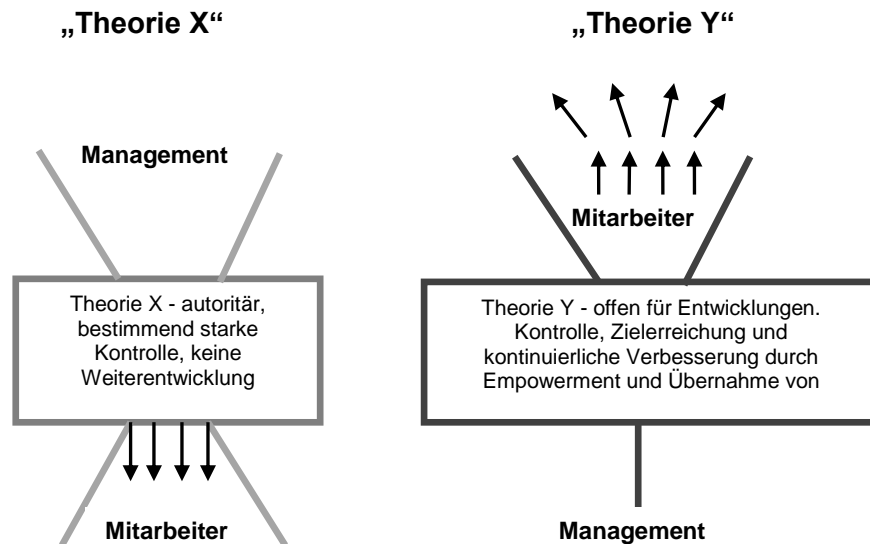 „Theorie X“
Management
Theorie X - autoritär,
bestimmend starke
Kontrolle, keine
Weiterentwicklung
Mitarbeiter
„Theorie Y“
Mitarbeiter
Theorie Y - offen für Entwicklungen.
Kontrolle, Zielerreichung und
kontinuierliche Verbesserung durch
Empowerment und Übernahme von
Management